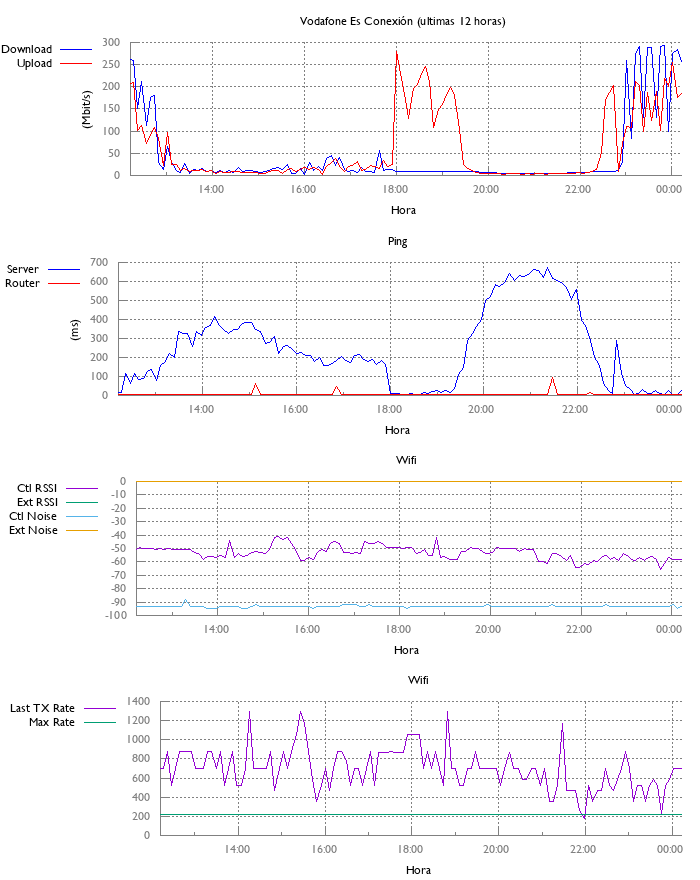 Vodafone Es Conexión (ultimas 12 horas)
Download
Upload
(Mbit/s)
300
250
200
150
100
50
0
14:00 16:00 18:00 20:00 22:00 00:00
Hora
Ping
Server
Router
(ms)
700
600
500
400
300
200
100
0
14:00 16:00 18:00 20:00 22:00 00:00
Hora
Wifi
Ctl RSSI
Ext RSSI
Ctl Noise
Ext Noise
0
-10
-20
-30
-40
-50
-60
-70
-80
-90
-100
14:00 16:00 18:00 20:00 22:00 00:00
Hora
Wifi
Last TX Rate
Max Rate
1400
1200
1000
800
600
400
200
0
14:00 16:00 18:00 20:00 22:00 00:00
Hora